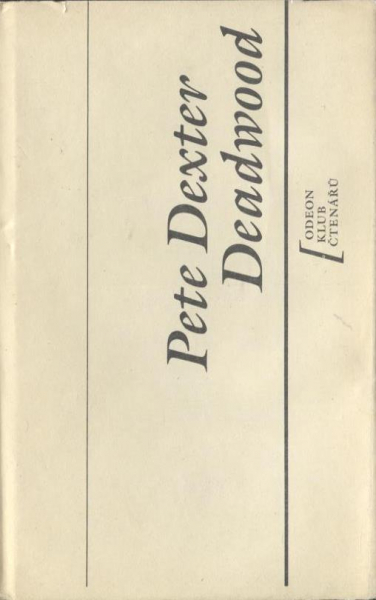 Pete Dexter
Deadwood
ODEON
KLUB
ČTENÁŘŮ